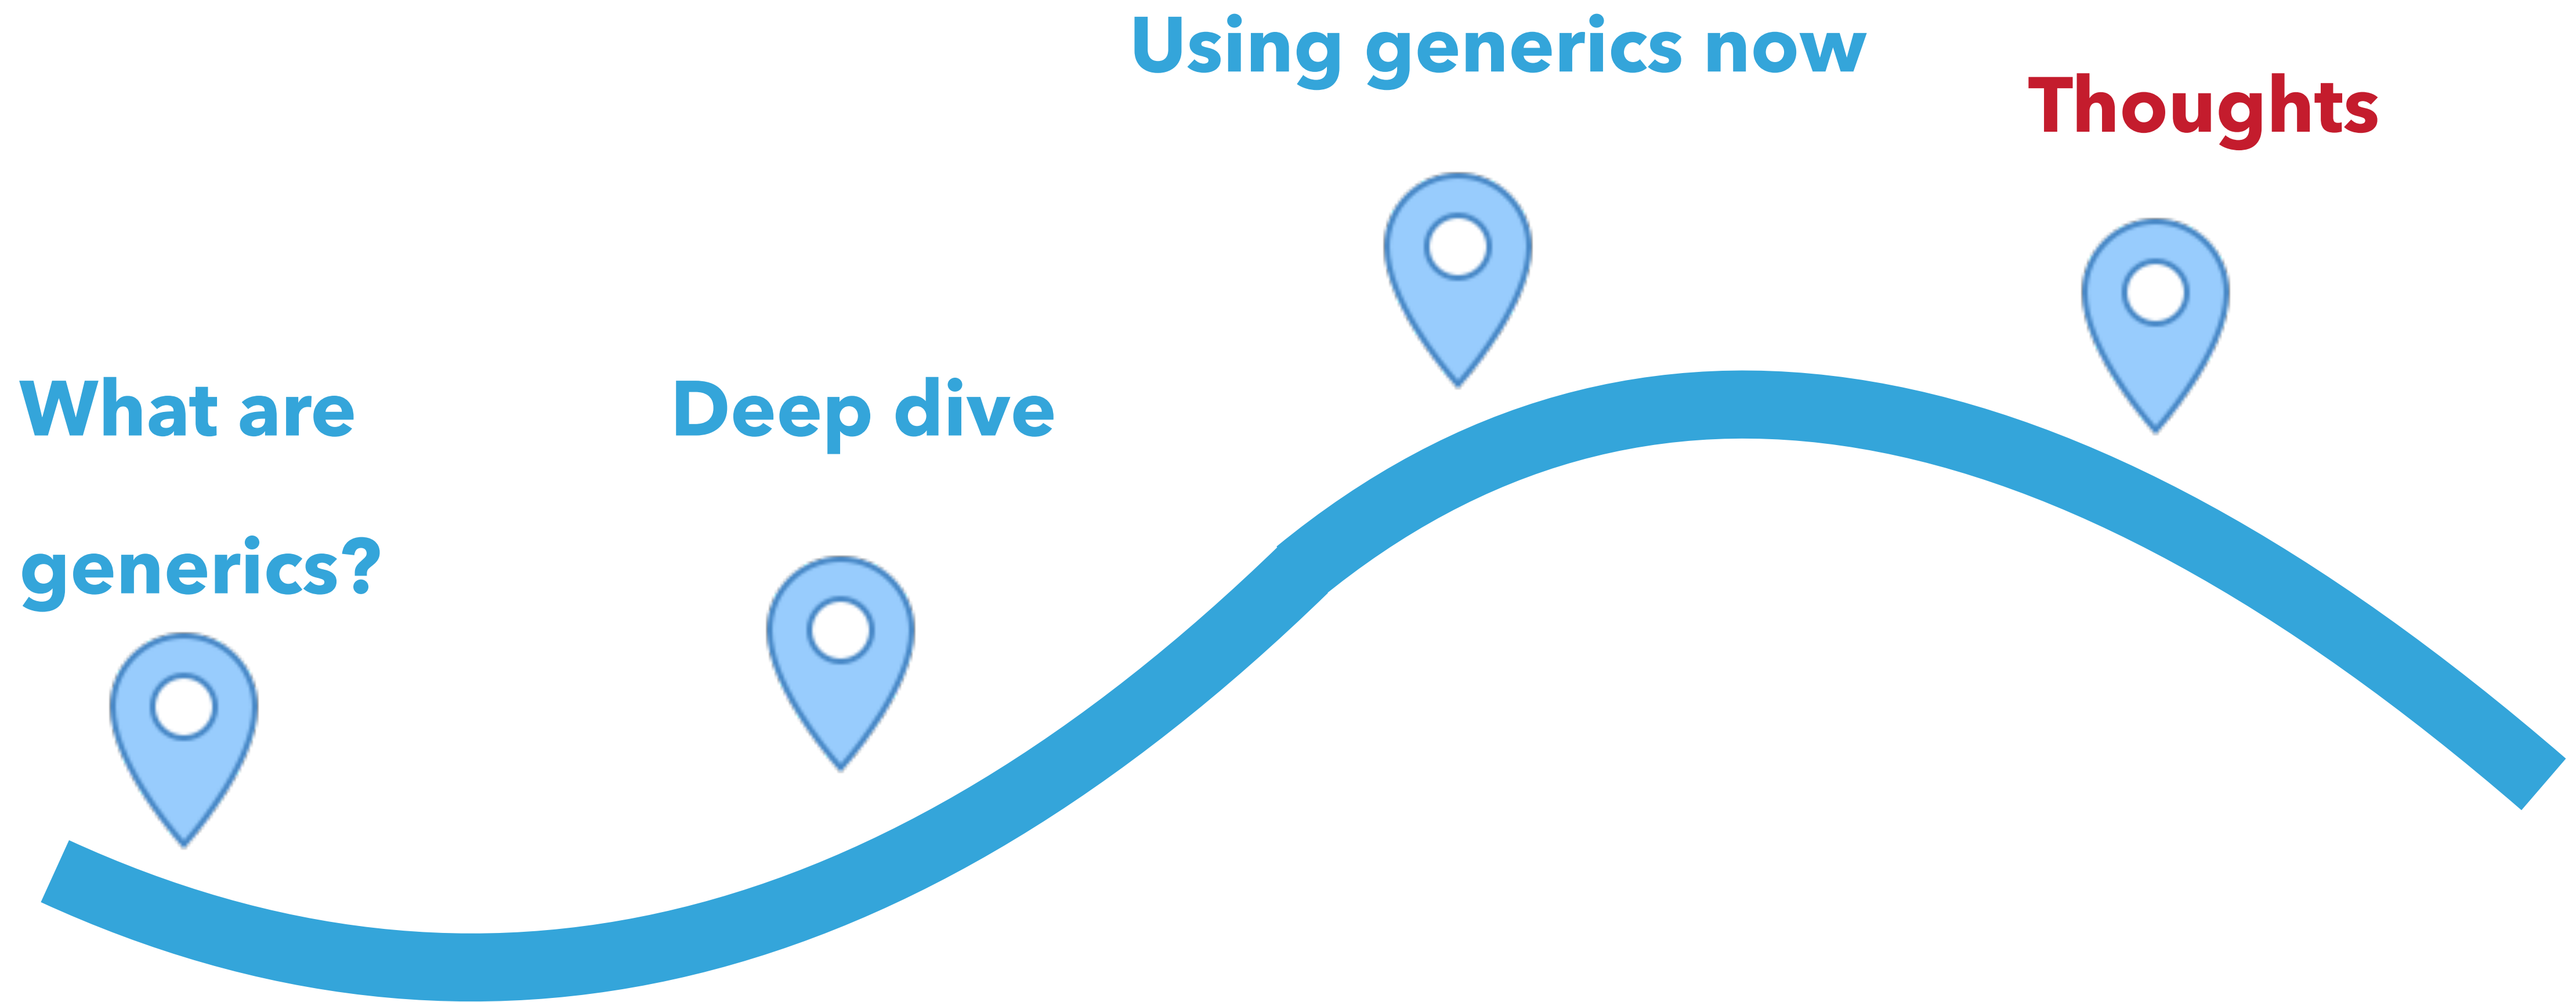 What are
generics?
Deep dive
Using generics now
Thoughts